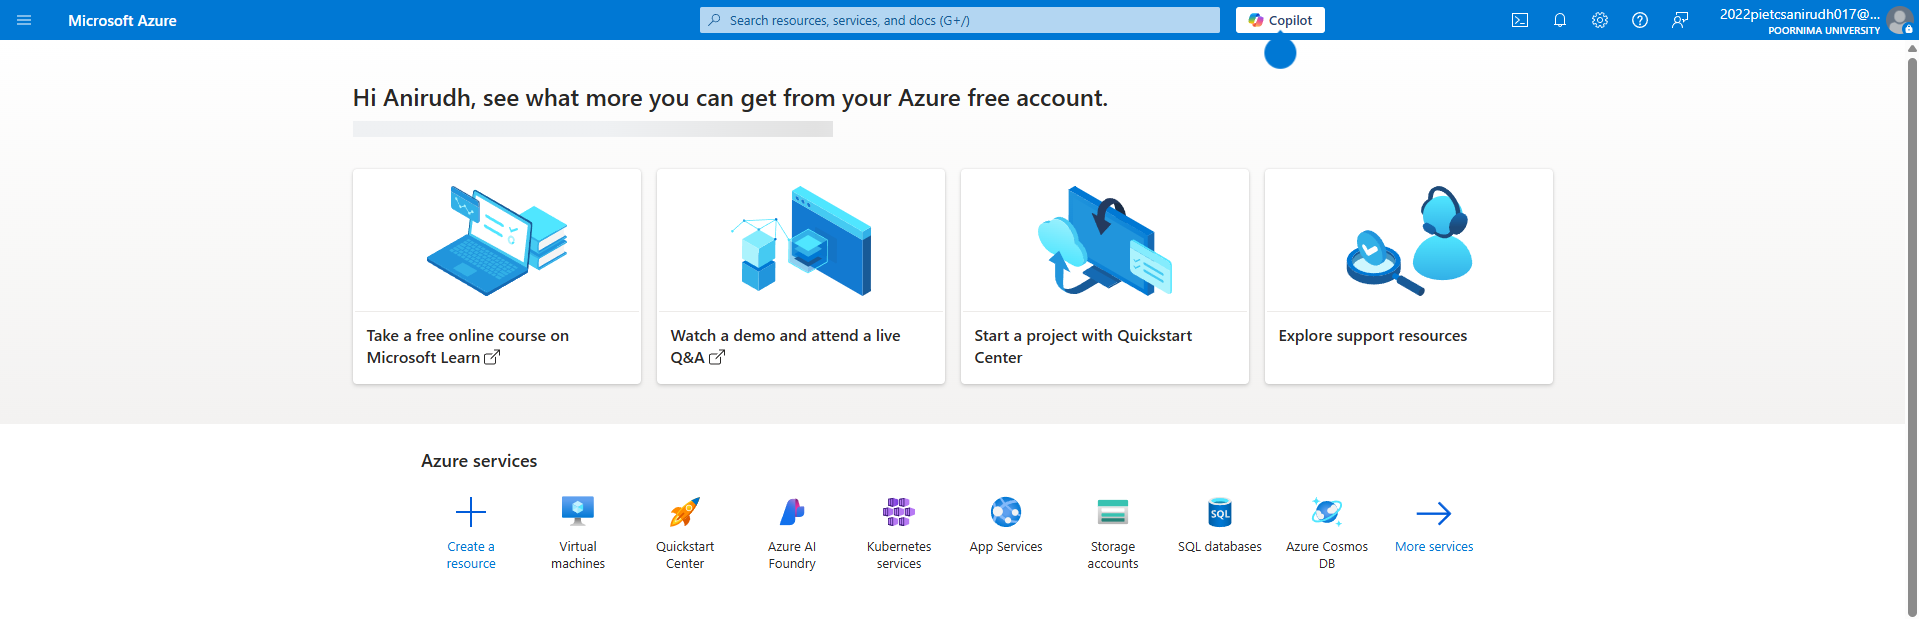 Microsoft Azure
Search resources, services, and docs (G+/)
Copilot
2022pietcsanirudh017@...
POORNIMA UNIVERSITY
Hi Anirudh, see what more you can get from your Azure free account.
Take a free online course on
Microsoft Learn
Watch a demo and attend a live
Q&A
Start a project with Quickstart
Center
Explore support resources
Azure services
Create a
resource
Virtual
machines
Quickstart
Center
Azure AI
Foundry
Kubernetes
services
App Services
Storage
accounts
SQL
SQL databases
Azure Cosmos
DB
More services